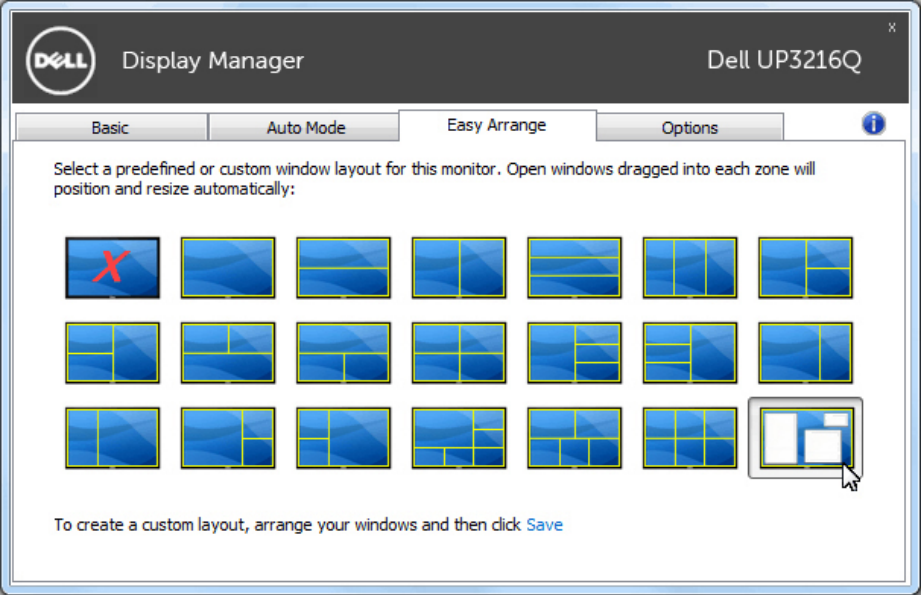 x
DELL
Display Manager
Dell UP3216Q
Basic
Auto Mode
Easy Arrange
Options
i
Select a predefined or custom window layout for this monitor. Open windows dragged into each zone will
position and resize automatically:
X
To create a custom layout, arrange your windows and then click Save